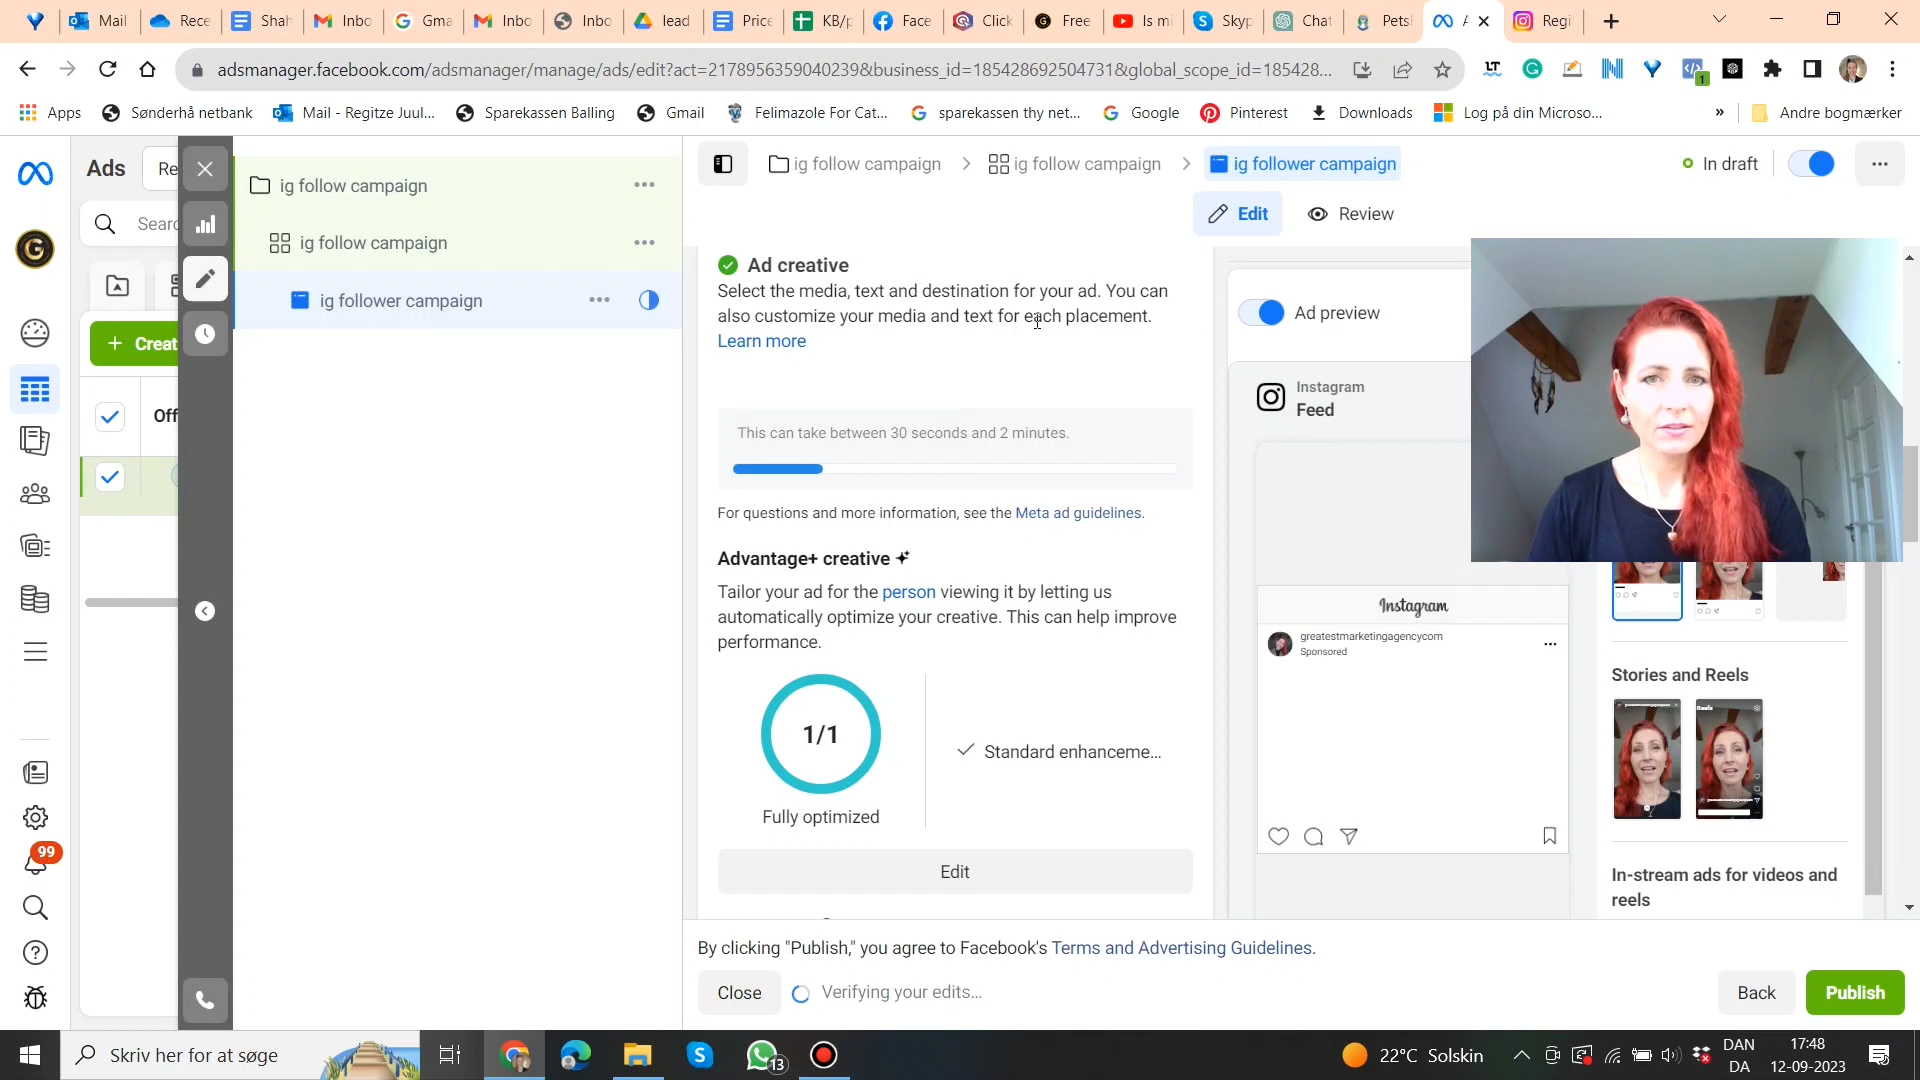 Mail
Rece
Shah
Inbo
Gma
Inbo
Inbo
lead
Price
KB/p
Face
Click
Free
Is mi
Skyp
Chat
Petsl
Regi
adsmanager.facebook.com/adsmanager/manage/ads/edit?act=2178956359040239&business_id=185428692504731&global_scope_id=185428...
Apps
Sønderhå netbank
Mail - Regitze Juul...
Sparekassen Balling
Gmail
Felimazole For Cat...
sparekassen thy net...
Google
Pinterest
Downloads
Log på din Microso...
»
Andre bogmærker
Ads
Re
Searc
+ Creat
Off
99
ig follow campaign
ig follow campaign
ig follower campaign
ig follow campaign > ig follow campaign > ig follower campaign
In draft
Edit
Review
Ad creative
Select the media, text and destination for your ad. You can
also customize your media and text for each placement.
Learn more
This can take between 30 seconds and 2 minutes.
For questions and more information, see the Meta ad guidelines.
Advantage+ creative
Tailor your ad for the person viewing it by letting us
automatically optimize your creative. This can help improve
performance.
1/1
Fully optimized
Standard enhanceme...
Edit
Ad preview
Instagram
Feed
Instagram
greatestmarketingagencycom
Sponsored
Stories and Reels
Reels
In-stream ads for videos and
reels
By clicking "Publish," you agree to Facebook's Terms and Advertising Guidelines.
Close
Verifying your edits...
Back
Publish
Skriv her for at søge
13
22°C Solskin
DAN
DA
17:48
12-09-2023